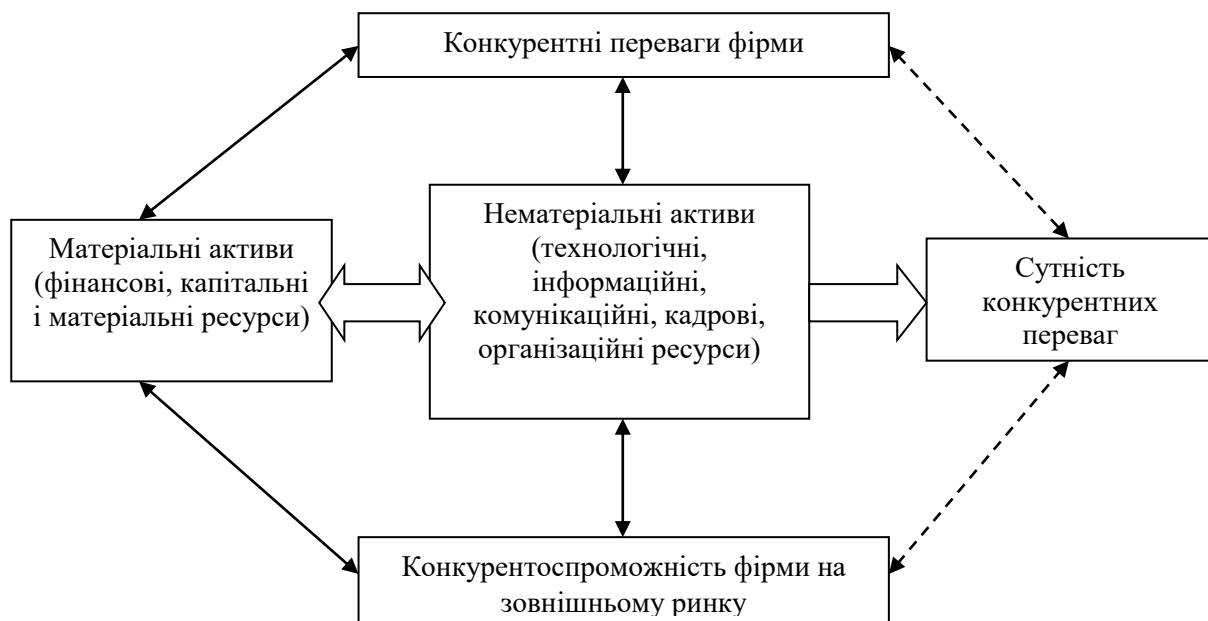 Конкурентні переваги фірми
Матеріальні активи
(фінансові, капітальні
і матеріальні ресурси)
Нематеріальні активи
(технологічні,
інформаційні,
комунікаційні, кадрові,
організаційні ресурси)
Сутність
конкурентних
переваг
Конкурентоспроможність фірми на
зовнішньому ринку